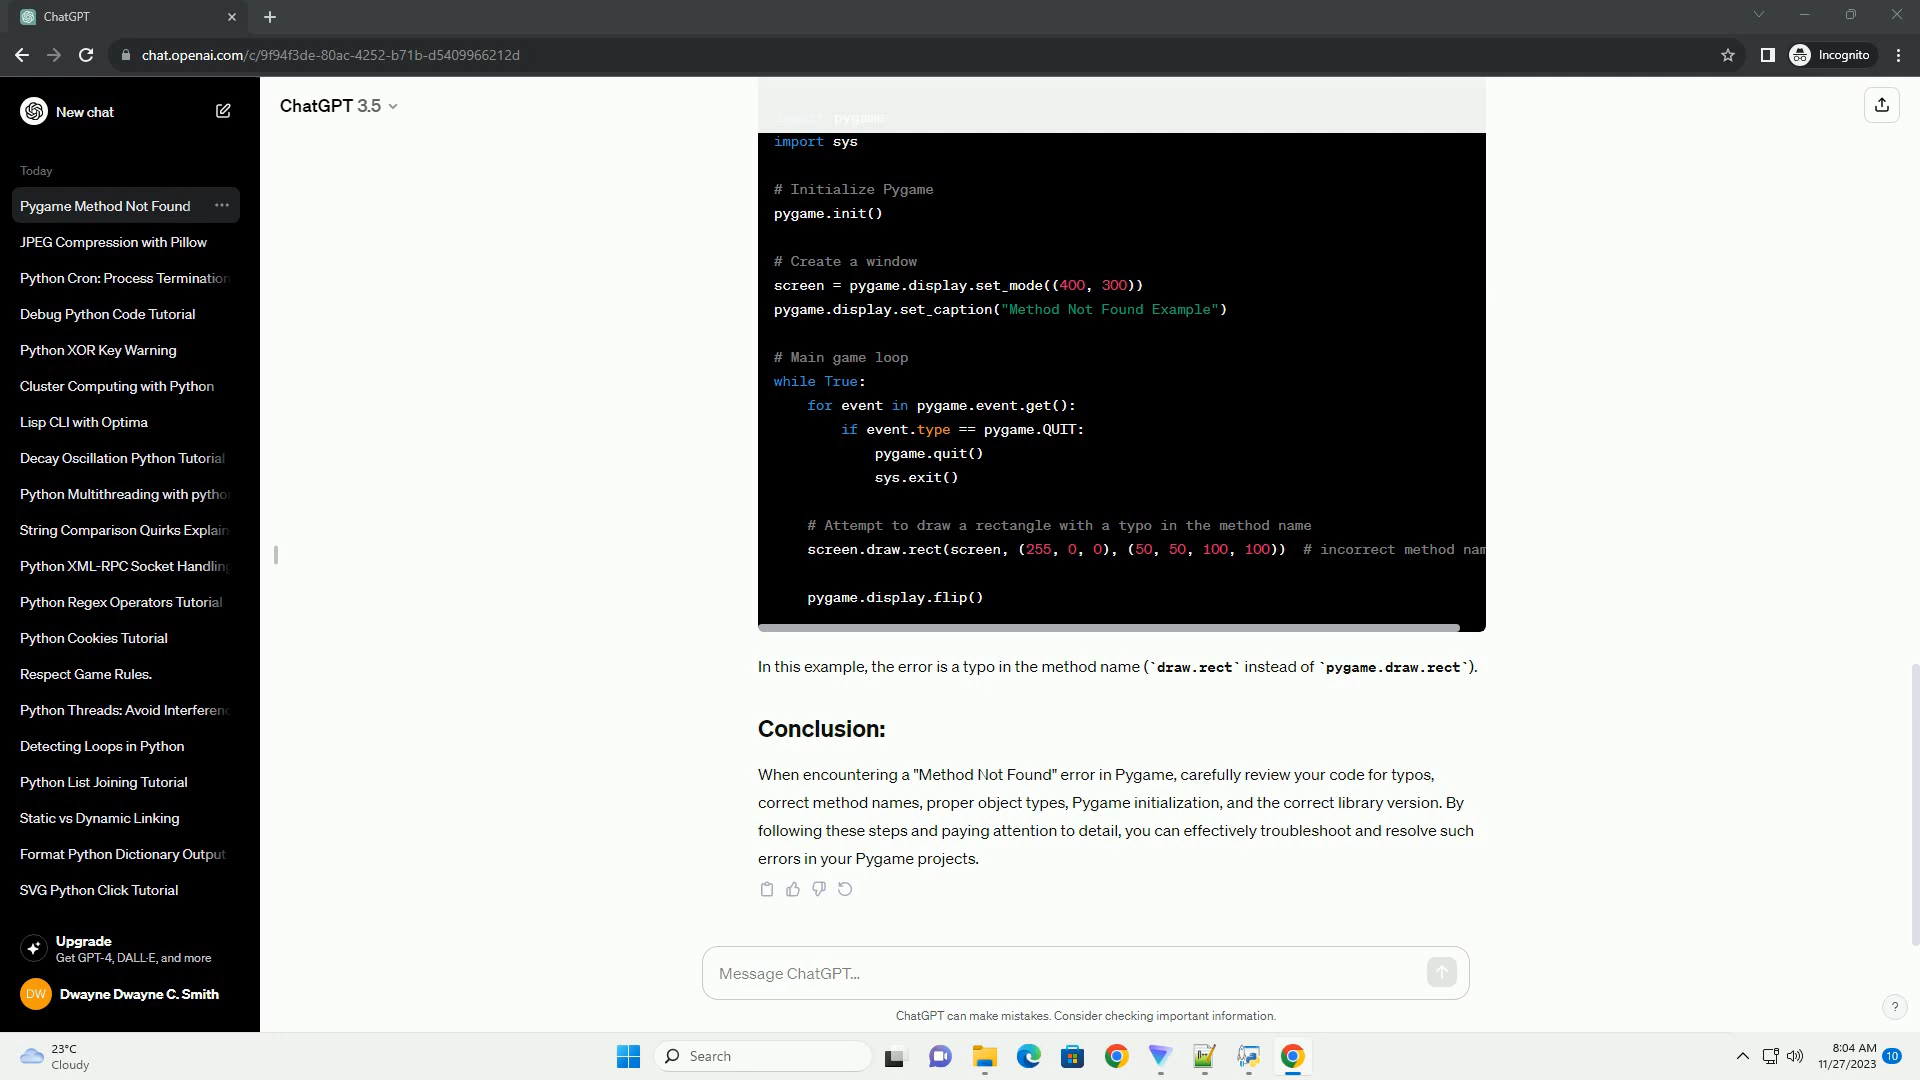 ChatGPT
chat.openai.com/c/9f94f3de-80ac-4252-b71b-d5409966212d
Incognito
New chat
ChatGPT 3.5
Today
Pygame Method Not Found
JPEG Compression with Pillow
Python Cron: Process Termination
Debug Python Code Tutorial
Python XOR Key Warning
Cluster Computing with Python
Lisp CLI with Optima
Decay Oscillation Python Tutorial
Python Multithreading with pytho
String Comparison Quirks Explain
Python XML-RPC Socket Handling
Python Regex Operators Tutorial
Python Cookies Tutorial
Respect Game Rules.
Python Threads: Avoid Interferenc
Detecting Loops in Python
Python List Joining Tutorial
Static vs Dynamic Linking
Format Python Dictionary Output
SVG Python Click Tutorial
Upgrade
Get GPT-4, DALL·E, and more
DW
Dwayne Dwayne C. Smith
pygame
import sys
# Initialize Pygame
pygame.init()
# Create a window
screen = pygame.display.set_mode((400, 300))
pygame.display.set_caption("Method Not Found Example")
# Main game loop
while True:
for event in pygame.event.get():
if event.type == pygame.QUIT:
pygame.quit()
sys.exit()
# Attempt to draw a rectangle with a typo in the method name
screen.draw.rect(screen, (255, 0, 0), (50, 50, 100, 100))  # incorrect method nam
pygame.display.flip()
In this example, the error is a typo in the method name (`draw.rect` instead of `pygame.draw.rect`).
Conclusion:
When encountering a "Method Not Found" error in Pygame, carefully review your code for typos,
correct method names, proper object types, Pygame initialization, and the correct library version. By
following these steps and paying attention to detail, you can effectively troubleshoot and resolve such
errors in your Pygame projects.
Message ChatGPT...
ChatGPT can make mistakes. Consider checking important information.
?
23°C
Cloudy
Search
8:04 AM
11/27/2023
10